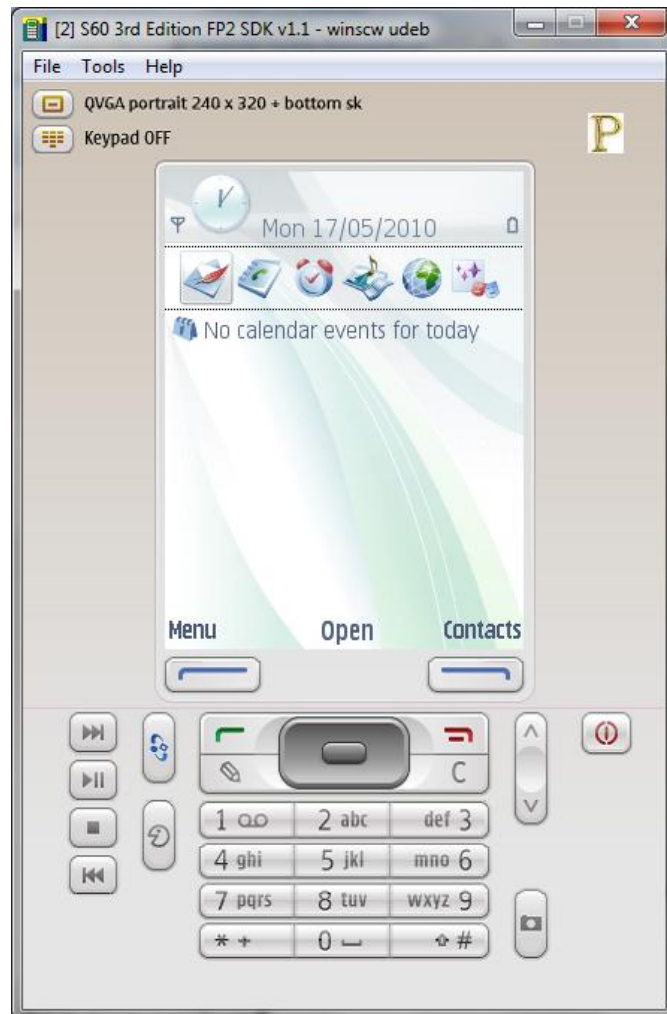 [2] S60 3rd Edition FP2 SDK v1.1 - winscw udeb
File Tools Help
QVGA portrait 240 x 320 + bottom sk
Keypad OFF
P
Mon 17/05/2010
No calendar events for today
Menu Open Contacts
C
1 2 abc def 3
4 ghi 5 jkl mno 6
7 pqrs 8 tuv wxyz 9
* + 0 #